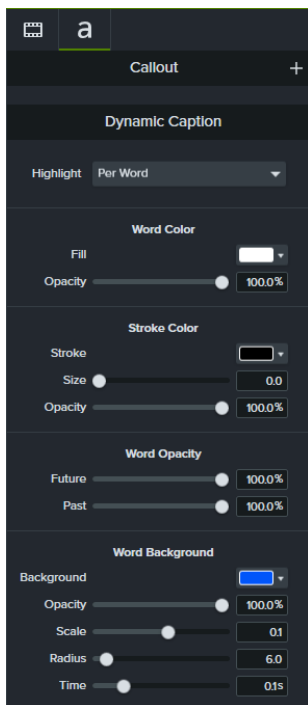 a
Callout +
Dynamic Caption
Highlight Per Word
Word Color
Fill
Opacity 100.0%
Stroke Color
Stroke
Size 0.0
Opacity 100.0%
Word Opacity
Future 100.0%
Past 100.0%
Word Background
Background
Opacity 100.0%
Scale 0.1
Radius 6.0
Time 0.1s